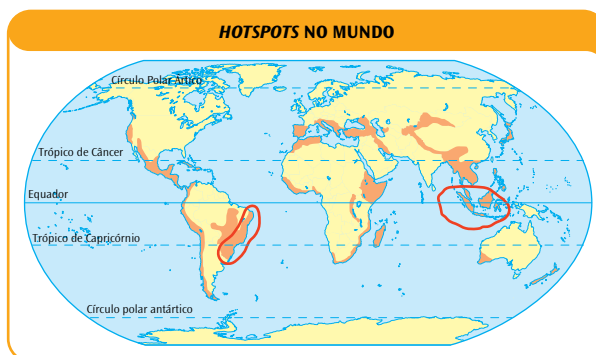 HOTSPOTS NO MUNDO
Círculo Polar Ártico
Trópico de Câncer
Equador
Trópico de Capricórnio
Círculo polar antártico